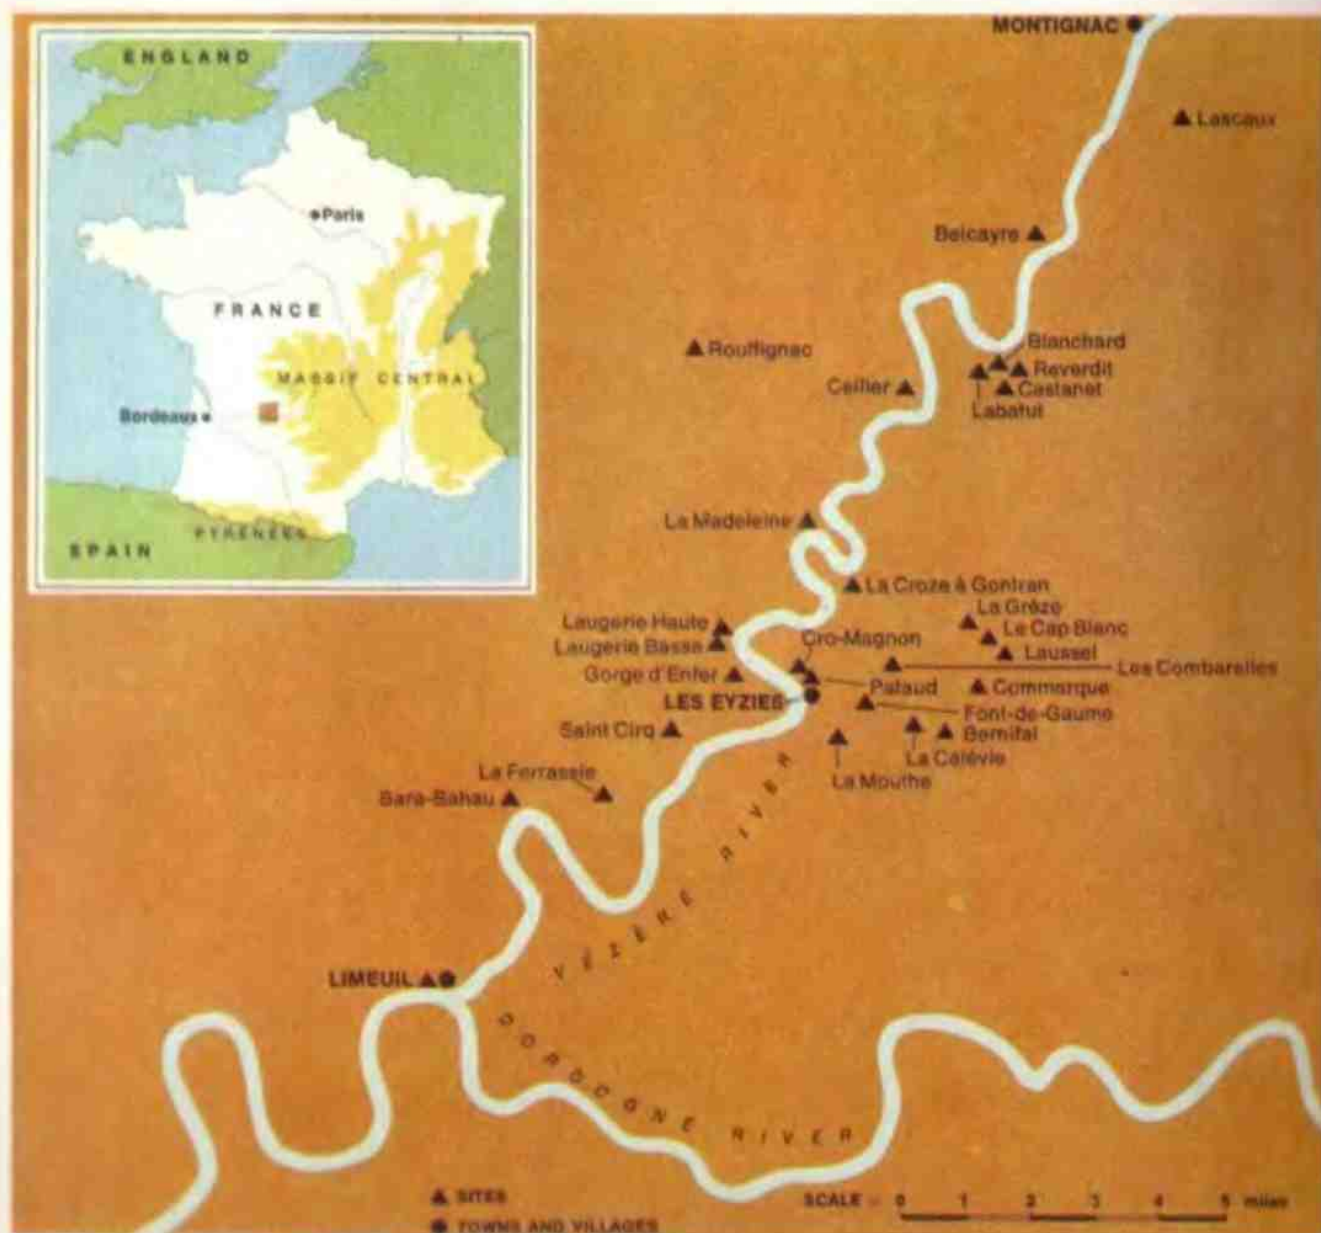 MONTIGNAC
Lascaux
Belcayre
Rouffignac
Blanchard
Reverdit
Cellier
Castanet
Labatut
La Madeleine
La Croze à Gontran
La Grèze
Le Cap Blanc
Laussel
Laugerie Haute
Laugerie Basse
Cro-Magnon
Les Combarelles
Gorge d'Enfer
LES EYZIES
Pataud
Commarque
Font-de-Gaume
Saint Cirq
Bernifal
La Calévie
La Mouthe
La Ferrassie
Bara-Bahau
VÉZÈRE RIVER
LIMEUIL
DORDOGNE RIVER
SITES
TOWNS AND VILLAGES
SCALE
0 1 2 3 4 5 miles
ENGLAND
Paris
FRANCE
MASSIF CENTRAL
Bordeaux
PYRENEES
SPAIN